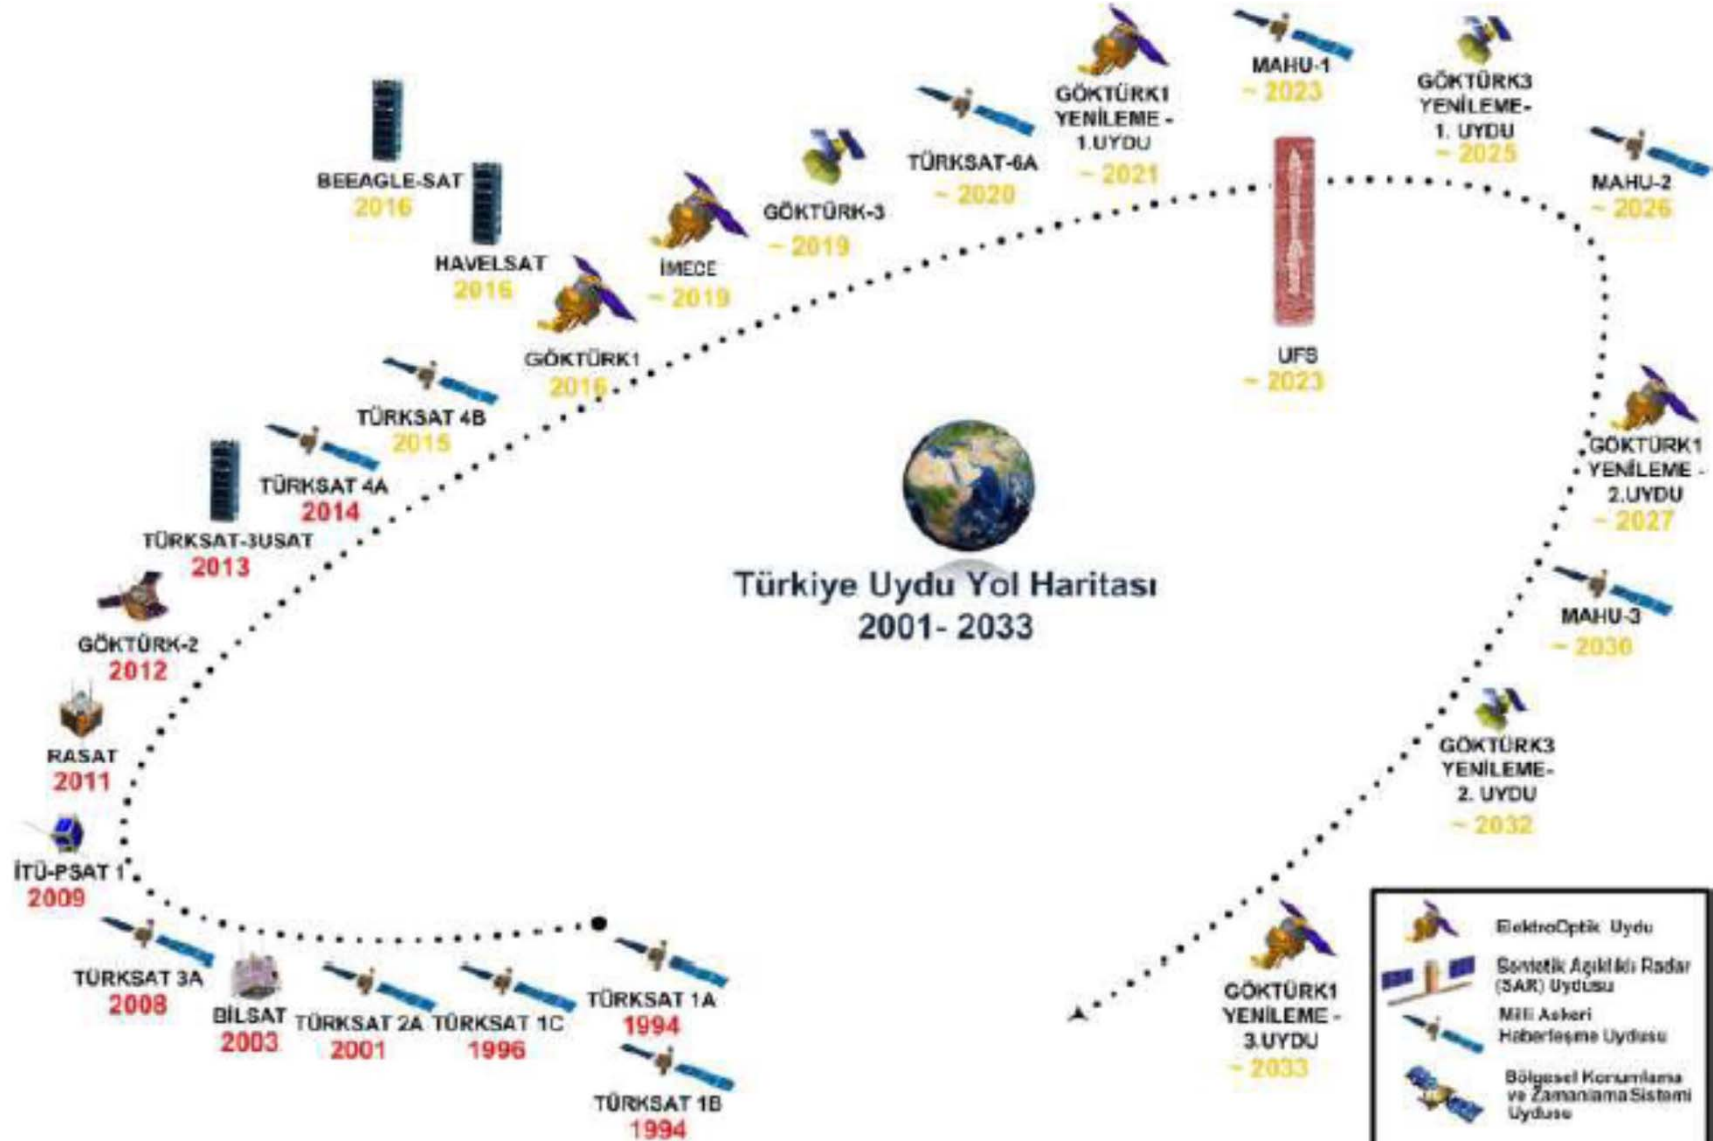 BEEAGLE-SAT
2016
HAVELSAT
2016
GÖKTÜRK1
2016
İMECE
~ 2019
GÖKTÜRK-3
~ 2019
TÜRKSAT-6A
~ 2020
GÖKTÜRK1
YENİLEME -
1.UYDU
~ 2021
MAHU-1
~ 2023
UFS
~ 2023
GÖKTÜRK3
YENİLEME-
1. UYDU
~ 2025
MAHU-2
~ 2026
GÖKTÜRK1
YENİLEME -
2.UYDU
~ 2027
MAHU-3
~ 2030
GÖKTÜRK3
YENİLEME-
2. UYDU
~ 2032
GÖKTÜRK1
YENİLEME -
3.UYDU
~ 2033
TÜRKSAT 4B
2015
TÜRKSAT 4A
2014
TÜRKSAT-3USAT
2013
GÖKTÜRK-2
2012
RASAT
2011
İTÜ-PSAT 1
2009
TÜRKSAT 3A
2008
BİLSAT
2003
TÜRKSAT 2A
2001
TÜRKSAT 1C
1996
TÜRKSAT 1A
1994
TÜRKSAT 1B
1994
Türkiye Uydu Yol Haritası
2001- 2033
ElektroOptik Uydu
Sentetik Açıklıklı Radar
(SAR) Uydusu
Milli Askeri
Haberleşme Uydusu
Bölgesel Konumlama
ve Zamanlama Sistemi
Uydusu